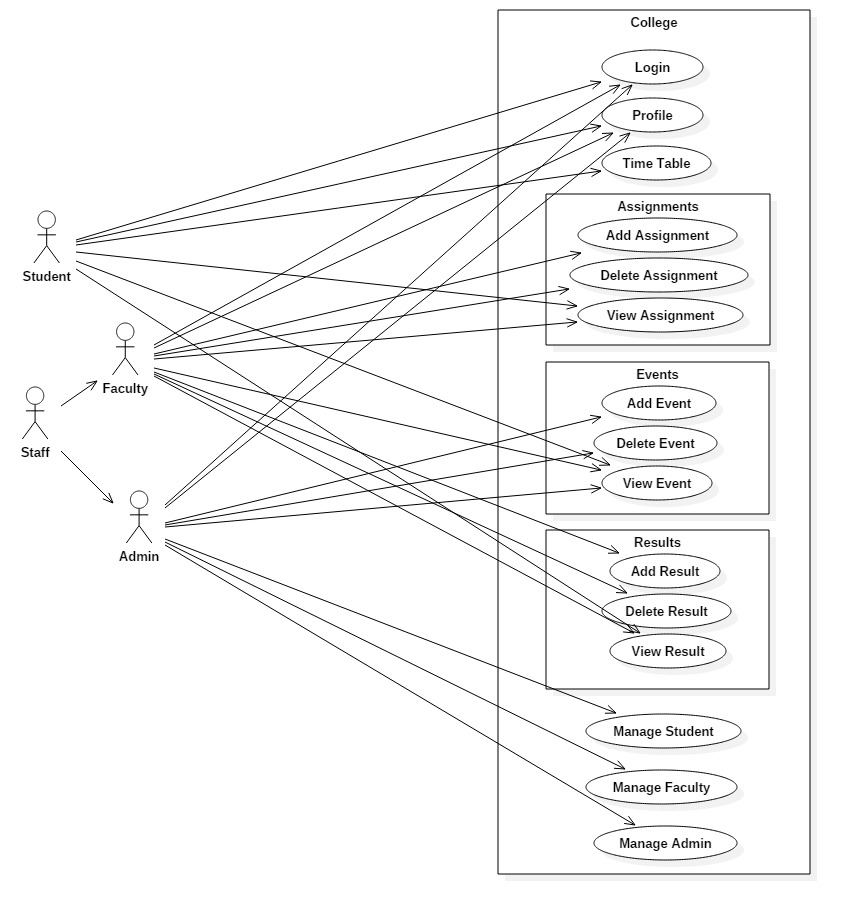 College
Login
Profile
Time Table
Assignments
Add Assignment
Delete Assignment
View Assignment
Student
Faculty
Staff
Admin
Events
Add Event
Delete Event
View Event
Results
Add Result
Delete Result
View Result
Manage Student
Manage Faculty
Manage Admin